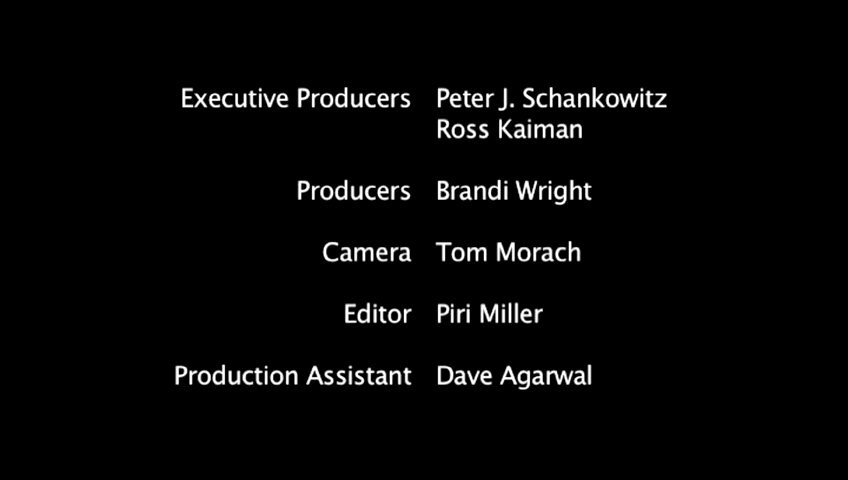 Executive Producers Peter J. Schankowitz
Ross Kaiman
Producers Brandi Wright
Camera Tom Morach
Editor Piri Miller
Production Assistant Dave Agarwal